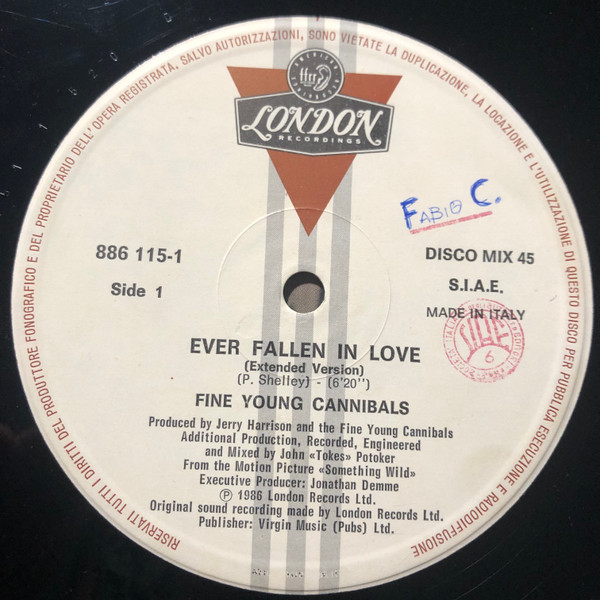 RISERVATI TUTTI I DIRITTI DEL PRODUTTORE FONOGRAFICO E DEL PROPRIETARIO DELL'OPERA REGISTRATA. SALVO AUTORIZZAZIONI, SONO VIETATE LA DUPLICAZIONE, LA LOCAZIONE E L'UTILIZZAZIONE DI QUESTO DISCO PER PUBBLICA ESECUZIONE E RADIODIFFUSIONE
ffrr
LONDON
RECORDINGS
FABIO C.
886 115-1
DISCO MIX 45
Side 1
S.I.A.E.
MADE IN ITALY
SIAE
6
EVER FALLEN IN LOVE
(Extended Version)
(P. Shelley) - (6'20'')
FINE YOUNG CANNIBALS
Produced by Jerry Harrison and the Fine Young Cannibals
Additional Production, Recorded, Engineered
and Mixed by John «Tokes» Potoker
From the Motion Picture «Something Wild»
Executive Producer: Jonathan Demme
Ⓟ 1986 London Records Ltd.
Original sound recording made by London Records Ltd.
Publisher: Virgin Music (Pubs) Ltd.